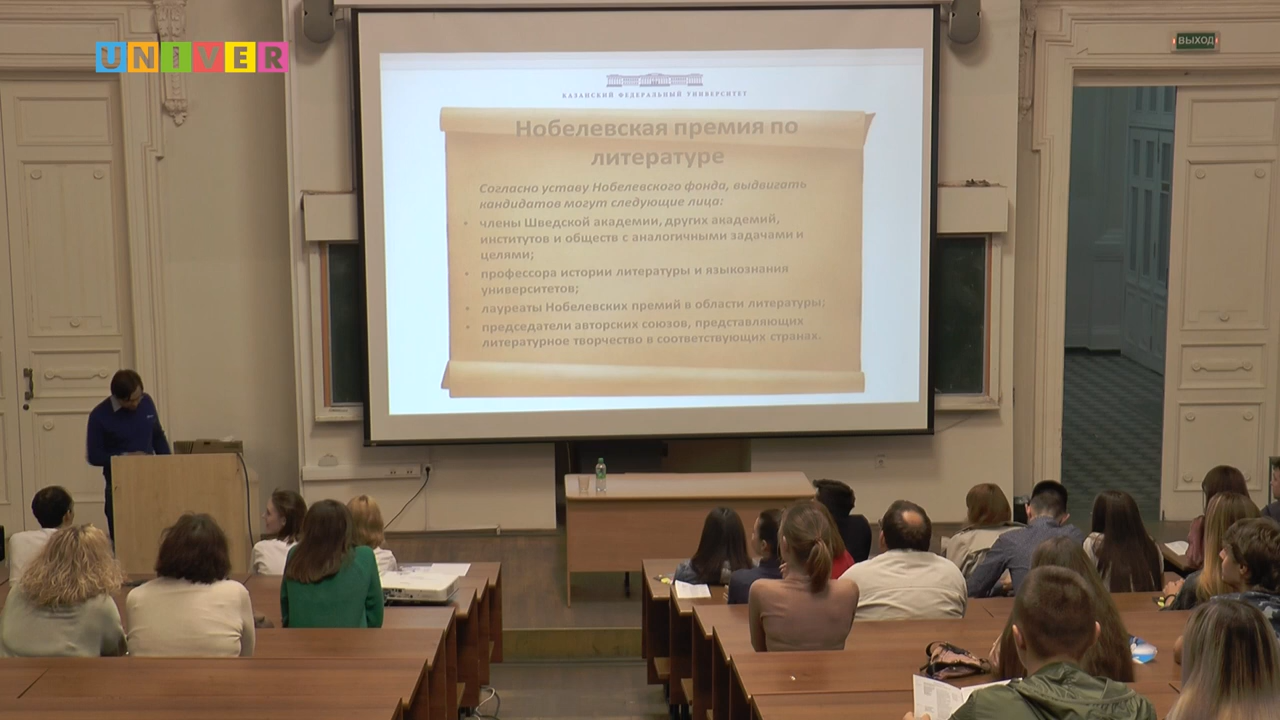 UNIVER
ВЫХОД
КАЗАНСКИЙ ФЕДЕРАЛЬНЫЙ УНИВЕРСИТЕТ
Нобелевская премия по
литературе
Согласно уставу Нобелевского фонда, выдвигать
кандидатов могут следующие лица:
• члены Шведской академии, других академий,
институтов и обществ с аналогичными задачами и
целями;
• профессора истории литературы и языкознания
университетов;
• лауреаты Нобелевских премий в области литературы;
• председатели авторских союзов, представляющих
литературное творчество в соответствующих странах.